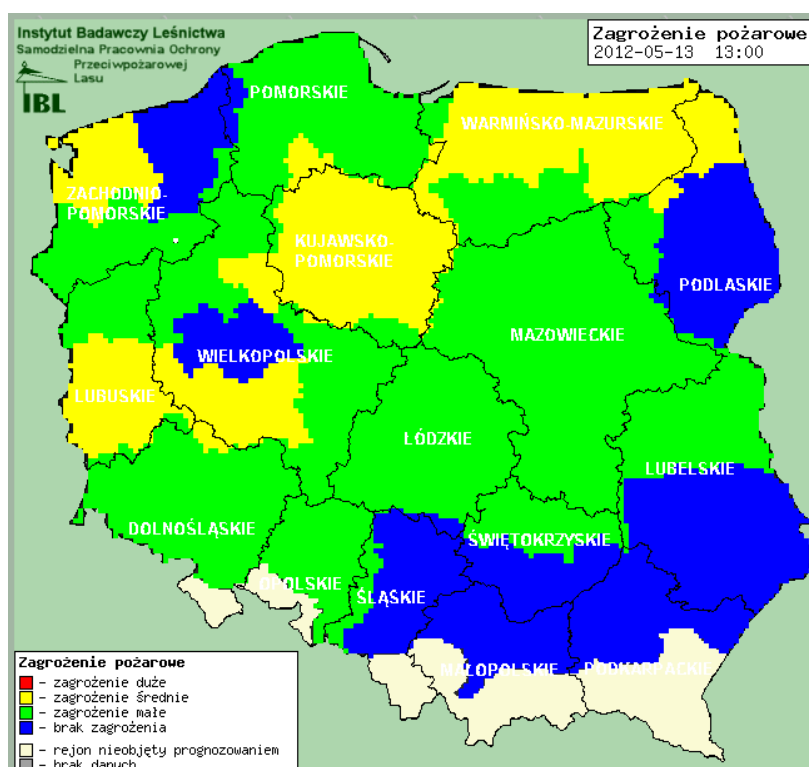 Instytut Badawczy Leśnictwa
Samodzielna Pracownia Ochrony
Przeciwpożarowej
Lasu
IBL
Zagrożenie pożarowe
2012-05-13 13:00
POMORSKIE
WARMIŃSKO-MAZURSKIE
ZACHODNIO-
POMORSKIE
KUJAWSKO-
POMORSKIE
PODLASKIE
MAZOWIECKIE
WIELKOPOLSKIE
LUBUSKIE
ŁÓDZKIE
LUBELSKIE
DOLNOŚLĄSKIE
ŚWIĘTOKRZYSKIE
OPOLSKIE
ŚLĄSKIE
MAŁOPOLSKIE
PODKARPACKIE
Zagrożenie pożarowe
- zagrożenie duże
- zagrożenie średnie
- zagrożenie małe
- brak zagrożenia
- rejon nieobjęty prognozowaniem
- brak danych